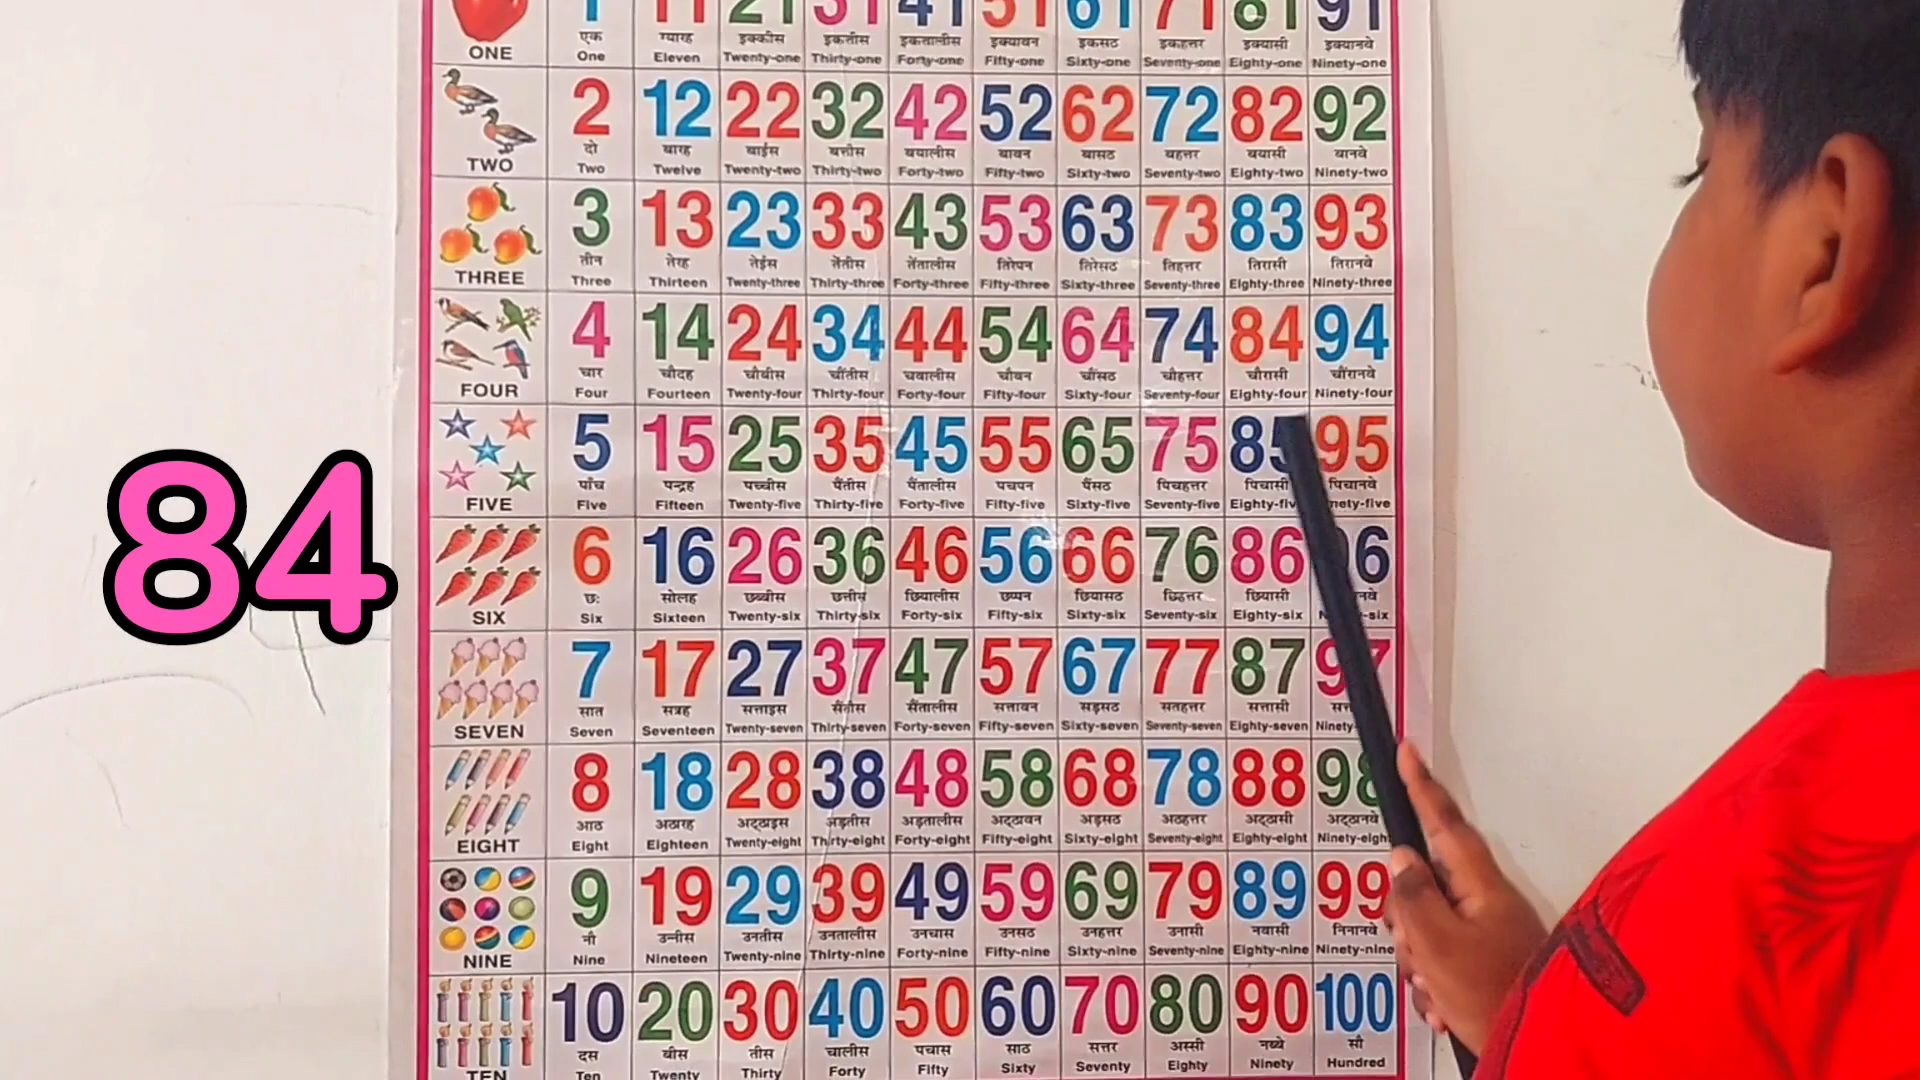 1 11 21 31 41 51 61 71 81 91
एक ग्यारह इक्कीस इकतीस इकतालीस इक्यावन इकसठ इकहत्तर इक्यासी इक्यानवे
ONE One Eleven Twenty-one Thirty-one Forty-one Fifty-one Sixty-one Seventy-one Eighty-one Ninety-one
2 12 22 32 42 52 62 72 82 92
दो बारह बाईस बत्तीस बयालीस बावन बासठ बहत्तर बयासी बानवे
TWO Two Twelve Twenty-two Thirty-two Forty-two Fifty-two Sixty-two Seventy-two Eighty-two Ninety-two
3 13 23 33 43 53 63 73 83 93
तीन तेरह तेईस तेंतीस तेंतालीस तिरेपन तिरेसठ तिहत्तर तिरासी तिरानवे
THREE Three Thirteen Twenty-three Thirty-three Forty-three Fifty-three Sixty-three Seventy-three Eighty-three Ninety-three
4 14 24 34 44 54 64 74 84 94
चार चौदह चौबीस चौंतीस चवालीस चौवन चौंसठ चौहत्तर चौरासी चौंरानवे
FOUR Four Fourteen Twenty-four Thirty-four Forty-four Fifty-four Sixty-four Seventy-four Eighty-four Ninety-four
5 15 25 35 45 55 65 75 85 95
पाँच पन्द्रह पच्चीस पैंतीस पैंतालीस पचपन पैंसठ पिचहत्तर पिचासी पिचानवे
FIVE Five Fifteen Twenty-five Thirty-five Forty-five Fifty-five Sixty-five Seventy-five
84
6 16 26 36 46 56 66 76 86
छः सोलह छब्बीस छत्तीस छियालीस छप्पन छियासठ छिहत्तर छियासी
SIX Six Sixteen Twenty-six Thirty-six Forty-six Fifty-six Sixty-six Seventy-six Eighty-six
7 17 27 37 47 57 67 77 87 97
सात सत्रह सत्ताइस सैंतीस सैंतालीस सत्तावन सड़सठ सतहत्तर सत्तासी
SEVEN Seven Seventeen Twenty-seven Thirty-seven Forty-seven Fifty-seven Sixty-seven Seventy-seven Eighty-seven
8 18 28 38 48 58 68 78 88 98
आठ अठारह अट्ठाइस अड़तीस अड़तालीस अट्ठावन अड़सठ अठहत्तर अट्ठासी अट्ठानवे
EIGHT Eight Eighteen Twenty-eight Thirty-eight Forty-eight Fifty-eight Sixty-eight Seventy-eight Eighty-eight Ninety-eight
9 19 29 39 49 59 69 79 89 99
नौ उन्नीस उनतीस उनतालीस उनचास उनसठ उनहत्तर उनासी नवासी निनानवे
NINE Nine Nineteen Twenty-nine Thirty-nine Forty-nine Fifty-nine Sixty-nine Seventy-nine Eighty-nine Ninety-nine
10 20 30 40 50 60 70 80 90 100
दस बीस तीस चालीस पचास साठ सत्तर अस्सी नब्बे सौ
TEN Ten Twenty Thirty Forty Fifty Sixty Seventy Eighty Ninety Hundred